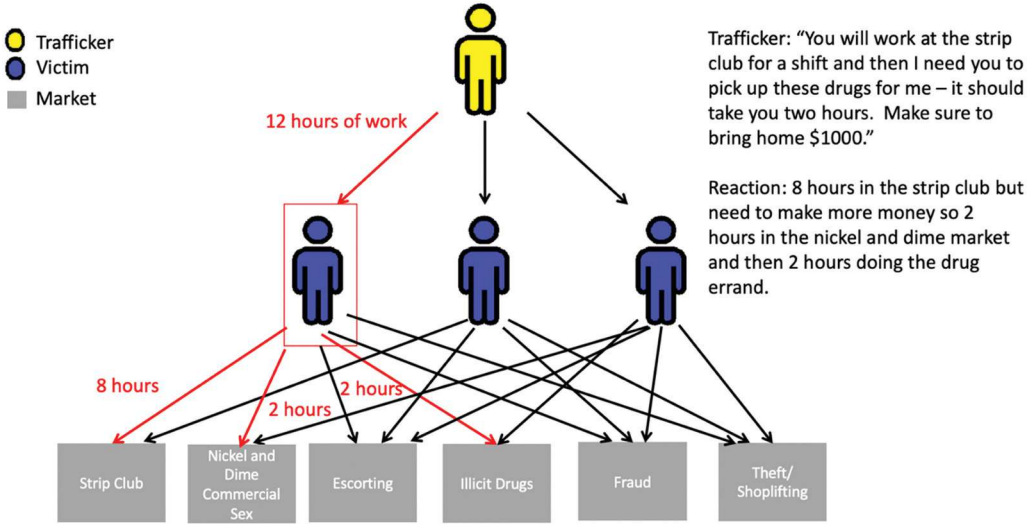 Trafficker
Victim
Market
12 hours of work
Trafficker: “You will work at the strip
club for a shift and then I need you to
pick up these drugs for me – it should
take you two hours.  Make sure to
bring home $1000.”
Reaction: 8 hours in the strip club but
need to make more money so 2
hours in the nickel and dime market
and then 2 hours doing the drug
errand.
8 hours
2 hours
2 hours
Strip Club
Nickel and
Dime
Commercial
Sex
Escorting
Illicit Drugs
Fraud
Theft/
Shoplifting